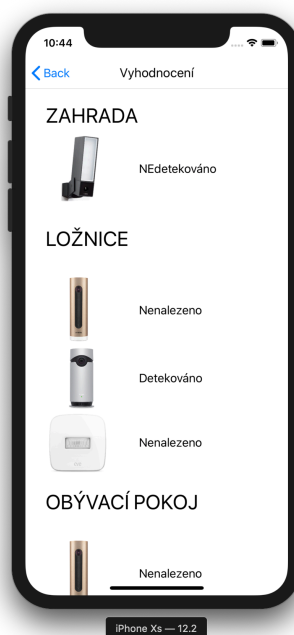 10:44
Back
Vyhodnocení
ZAHRADA
NEdetekováno
LOŽNICE
Nenalezeno
Detekováno
Nenalezeno
OBÝVACÍ POKOJ
Nenalezeno
iPhone Xs — 12.2